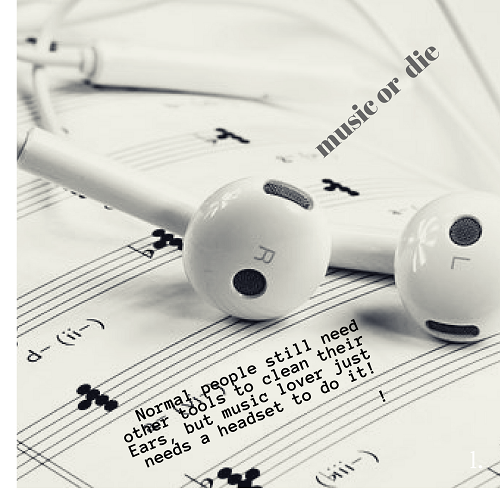 music or die
R
L
d– (ii–)
Normal people still need
other tools to clean their
Ears, but music lover just
needs a headset to do it!
!
(iii–)
1.